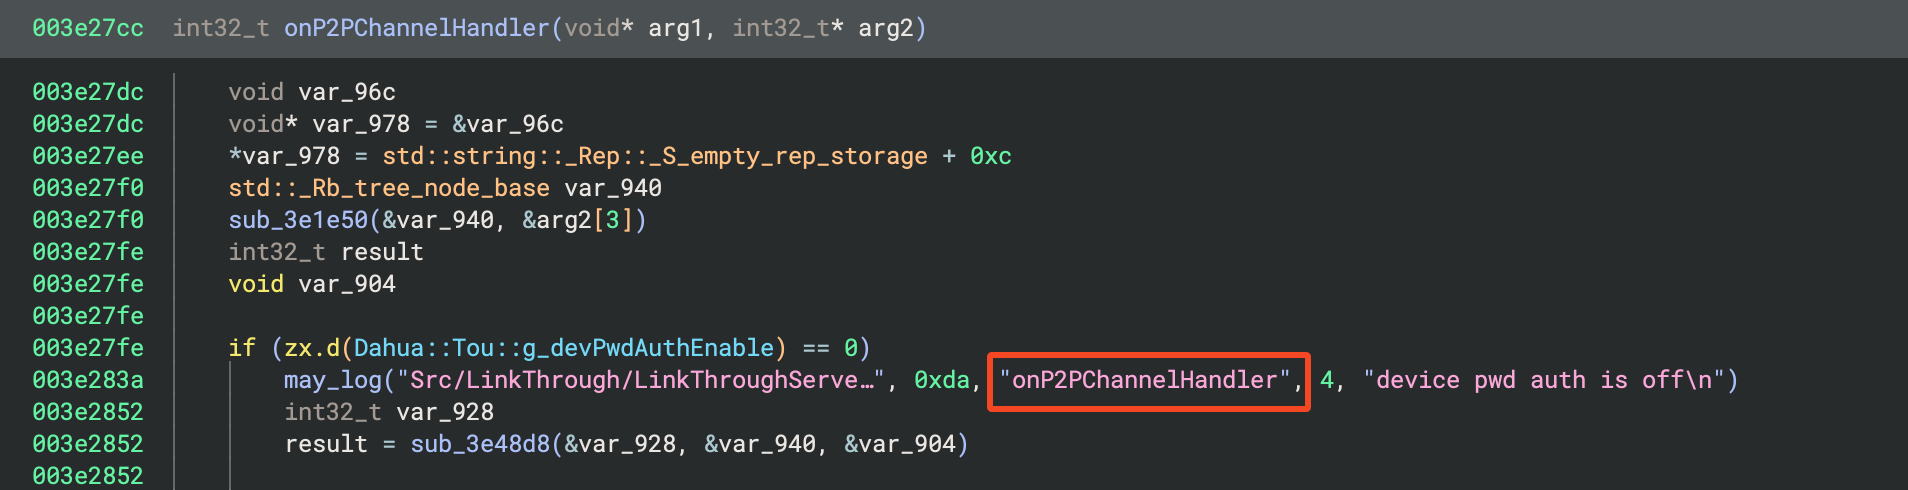 003e27cc int32_t onP2PChannelHandler(void* arg1, int32_t* arg2)
003e27dc void var_96c
003e27dc void* var_978 = &var_96c
003e27ee *var_978 = std::string::_Rep::_S_empty_rep_storage + 0xc
003e27f0 std::_Rb_tree_node_base var_940
003e27f0 sub_3e1e50(&var_940, &arg2[3])
003e27fe int32_t result
003e27fe void var_904
003e27fe
003e27fe if (zx.d(Dahua::Tou::g_devPwdAuthEnable) == 0)
003e283a may_log("Src/LinkThrough/LinkThroughServe…", 0xda, "onP2PChannelHandler", 4, "device pwd auth is off\n")
003e2852 int32_t var_928
003e2852 result = sub_3e48d8(&var_928, &var_940, &var_904)
003e2852